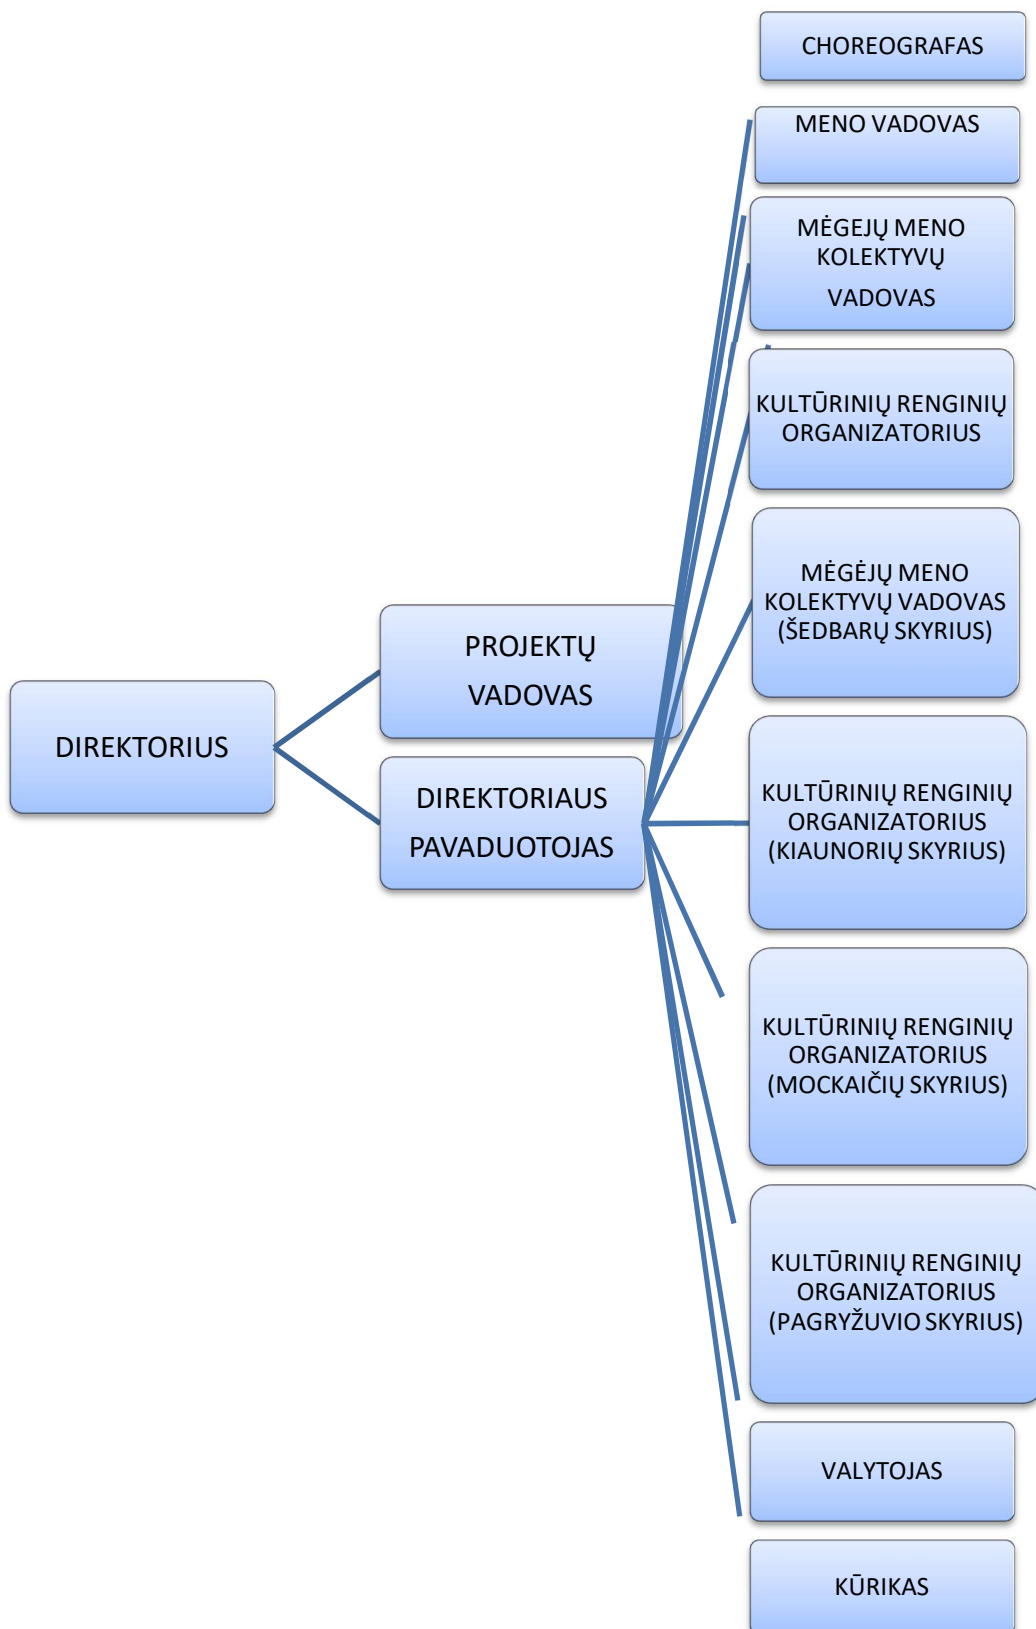 CHOREOGRAFAS
MENO VADOVAS
MĖGEJŲ MENO
KOLEKTYVŲ
VADOVAS
KULTŪRINIŲ RENGINIŲ
ORGANIZATORIUS
MĖGĖJŲ MENO
KOLEKTYVŲ VADOVAS
(ŠEDBARŲ SKYRIUS)
PROJEKTŲ
VADOVAS
DIREKTORIUS
DIREKTORIAUS
PAVADUOTOJAS
KULTŪRINIŲ RENGINIŲ
ORGANIZATORIUS
(KIAUNORIŲ SKYRIUS)
KULTŪRINIŲ RENGINIŲ
ORGANIZATORIUS
(MOCKAIČIŲ SKYRIUS)
KULTŪRINIŲ RENGINIŲ
ORGANIZATORIUS
(PAGRYŽUVIO SKYRIUS)
VALYTOJAS
KŪRIKAS